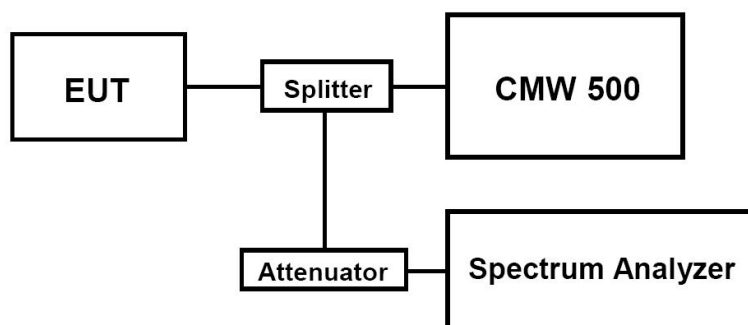 EUT
Splitter
CMW 500
Attenuator
Spectrum Analyzer